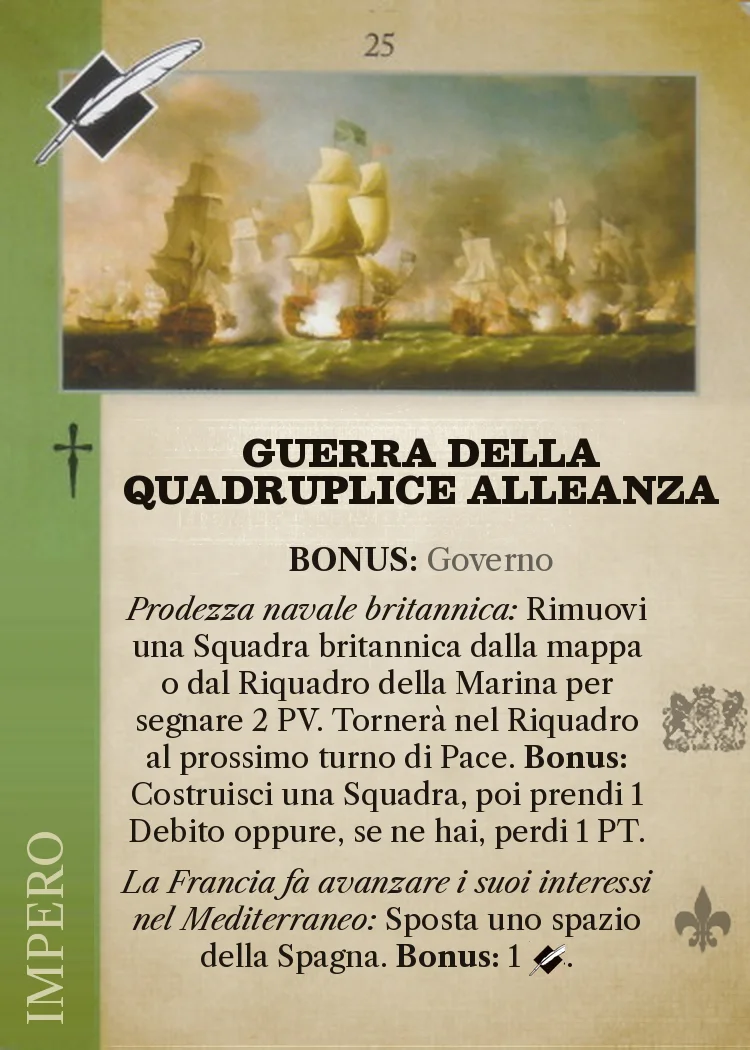 25
GUERRA DELLA
QUADRUPLICE ALLEANZA
BONUS: Governo
Prodezza navale britannica: Rimuovi
una Squadra britannica dalla mappa
o dal Riquadro della Marina per
segnare 2 PV. Tornerà nel Riquadro
al prossimo turno di Pace. Bonus:
Costruisci una Squadra, poi prendi 1
Debito oppure, se ne hai, perdi 1 PT.
La Francia fa avanzare i suoi interessi
nel Mediterraneo: Sposta uno spazio
della Spagna. Bonus: 1 .
IMPERO